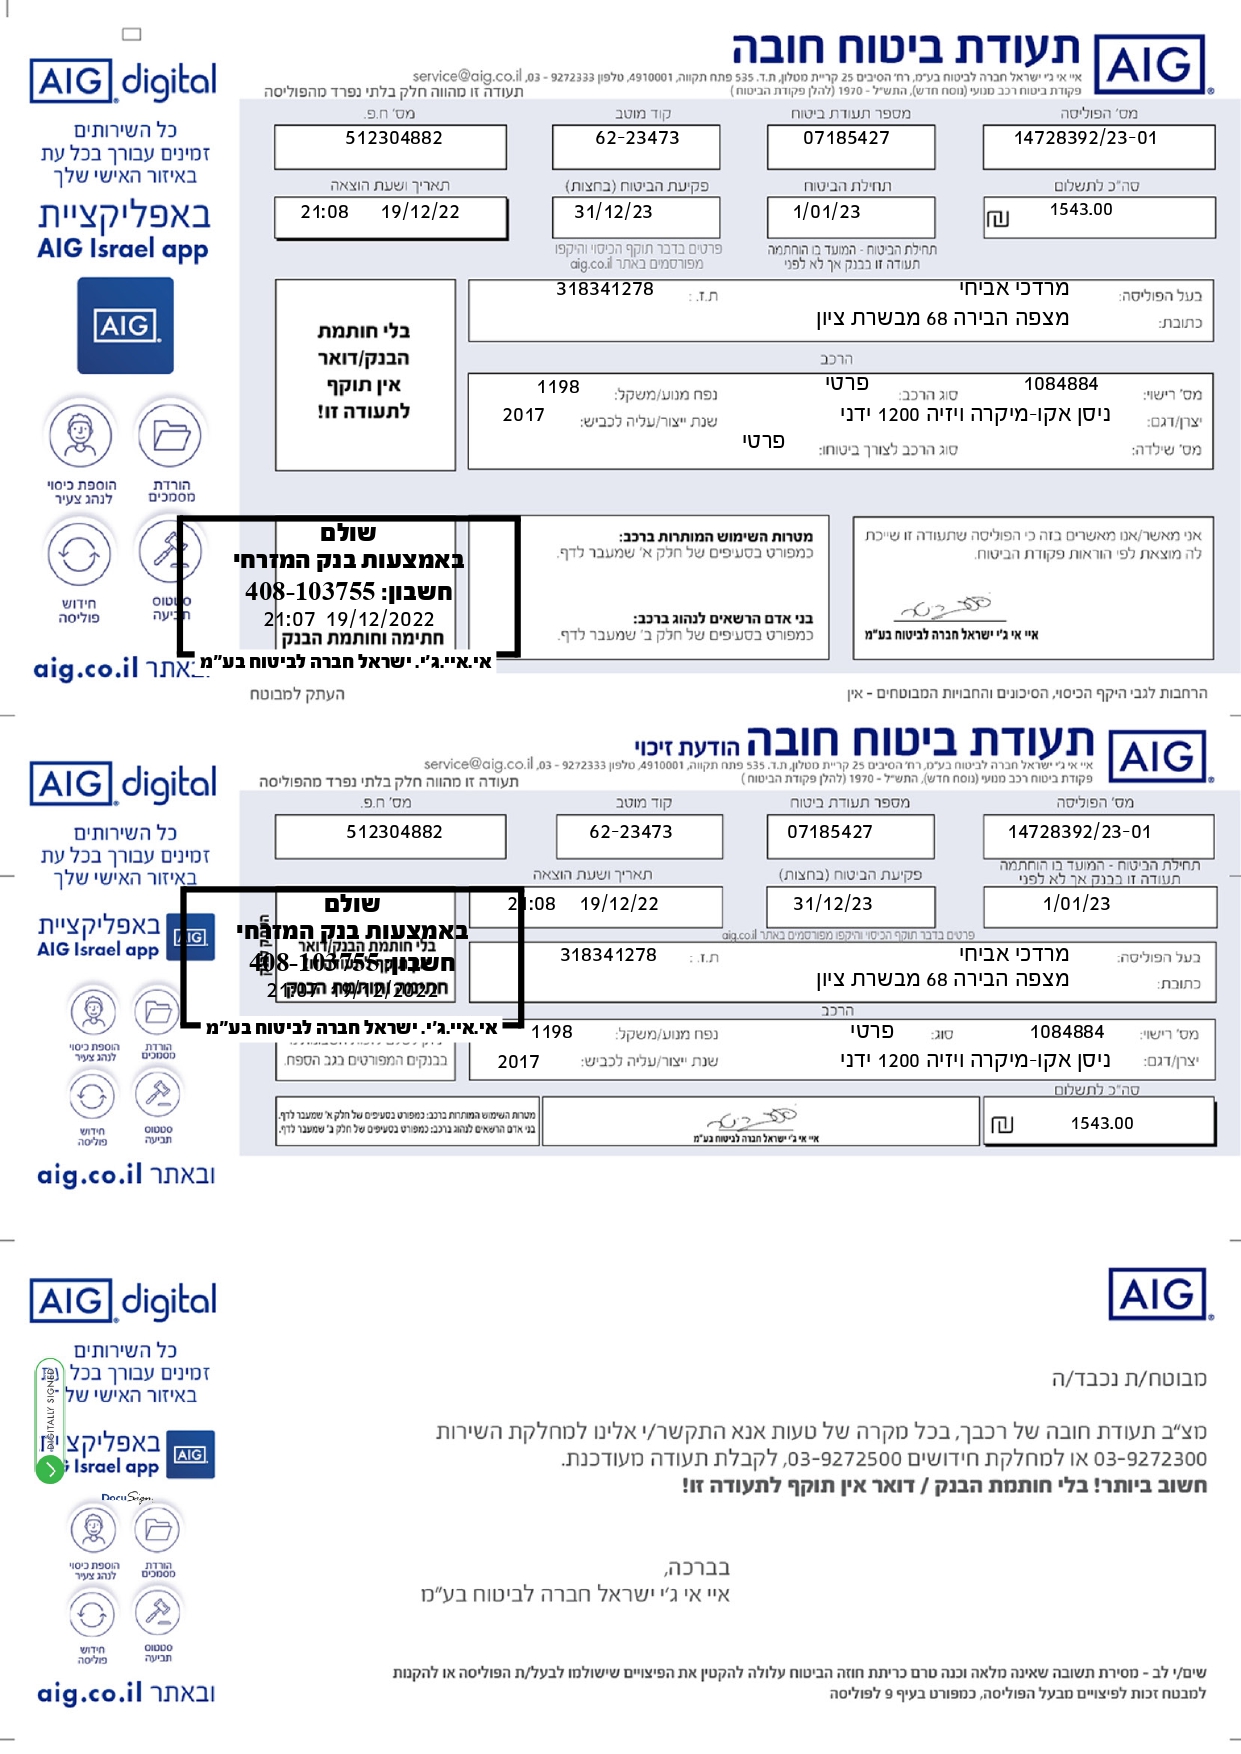 AIG digital
כל השירותים
זמינים עבורך בכל עת
באיזור האישי שלך
באפליקציית
AIG Israel app
AIG
הורדת מסמכים
הוספת כיסוי לנהג צעיר
סטטוס תביעה
חידוש פוליסה
aig.co.il
תעודת ביטוח חובה
AIG
איי אי ג'י ישראל חברה לביטוח בע"מ, רח' הסיבים 25 קריית מטלון, ת.ד. 535 פתח תקווה, 4910001, טלפון 9272333 - 03, service@aig.co.il
פקודת ביטוח רכב מנועי (נוסח חדש), התש"ל - 1970 (להלן פקודת הביטוח)
תעודה זו מהווה חלק בלתי נפרד מהפוליסה
מס' הפוליסה
מספר תעודת ביטוח
קוד מוטב
מס' ח.פ.
14728392/23-01
07185427
62-23473
512304882
סה"כ לתשלום
תחילת הביטוח
פקיעת הביטוח (בחצות)
תאריך ושעת הוצאה
₪ 1543.00
1/01/23
31/12/23
19/12/22 21:08
תחילת הביטוח - המועד בו הוחתמה
תעודה זו בבנק אך לא לפני
פרטים בדבר תוקף הכיסוי והיקפו
מפורסמים באתר aig.co.il
בעל הפוליסה: מרדכי אביחי
ת.ז.: 318341278
כתובת: מצפה הבירה 68 מבשרת ציון
בלי חותמת
הבנק/דואר
אין תוקף
לתעודה זו!
הרכב
מס' רישוי: 1084884
סוג הרכב: פרטי
נפח מנוע/משקל: 1198
יצרן/דגם: ניסן אקו-מיקרה ויזיה 1200 ידני
שנת ייצור/עליה לכביש: 2017
מס' שילדה:
סוג הרכב לצורך ביטוחו: פרטי
אני מאשר/אנו מאשרים בזה כי הפוליסה שתעודה זו שייכת
לה מוצאת לפי הוראות פקודת הביטוח.
איי אי ג'י ישראל חברה לביטוח בע"מ
מטרות השימוש המותרות ברכב:
כמפורט בסעיפים של חלק א' שמעבר לדף.
בני אדם הרשאים לנהוג ברכב:
כמפורט בסעיפים של חלק ב' שמעבר לדף.
שולם
באמצעות בנק המזרחי
חשבון: 408-103755
19/12/2022 21:07
חתימה וחותמת הבנק
אי.איי.ג'י. ישראל חברה לביטוח בע"מ
הרחבות לגבי היקף הכיסוי, הסיכונים והחבויות המבוטחים - אין
העתק למבוטח
AIG digital
כל השירותים
זמינים עבורך בכל עת
באיזור האישי שלך
באפליקציית
AIG Israel app
AIG
הורדת מסמכים
הוספת כיסוי לנהג צעיר
סטטוס תביעה
חידוש פוליסה
ובאתר aig.co.il
תעודת ביטוח חובה הודעת זיכוי
AIG
איי אי ג'י ישראל חברה לביטוח בע"מ, רח' הסיבים 25 קריית מטלון, ת.ד. 535 פתח תקווה, 4910001, טלפון 9272333 - 03, service@aig.co.il
פקודת ביטוח רכב מנועי (נוסח חדש), התש"ל - 1970 (להלן פקודת הביטוח)
תעודה זו מהווה חלק בלתי נפרד מהפוליסה
מס' הפוליסה
מספר תעודת ביטוח
קוד מוטב
מס' ח.פ.
14728392/23-01
07185427
62-23473
512304882
תחילת הביטוח - המועד בו הוחתמה
תעודה זו בבנק אך לא לפני
פקיעת הביטוח (בחצות)
תאריך ושעת הוצאה
1/01/23
31/12/23
19/12/22 21:08
פרטים בדבר תוקף הכיסוי והיקפו מפורסמים באתר aig.co.il
בעל הפוליסה: מרדכי אביחי
ת.ז.: 318341278
כתובת: מצפה הבירה 68 מבשרת ציון
שולם
באמצעות בנק המזרחי
בלי חותמת הבנק/דואר
חשבון: 408-103755
19/12/2022 21:07
חתימה וחותמת הבנק
אי.איי.ג'י. ישראל חברה לביטוח בע"מ
הרכב
מס' רישוי: 1084884
סוג: פרטי
נפח מנוע/משקל: 1198
יצרן/דגם: ניסן אקו-מיקרה ויזיה 1200 ידני
שנת ייצור/עליה לכביש: 2017
בבנקים המפורטים בגב הספח.
סה"כ לתשלום
₪ 1543.00
איי אי ג'י ישראל חברה לביטוח בע"מ
מטרות השימוש המותרות ברכב: כמפורט בסעיפים של חלק א' שמעבר לדף.
בני אדם הרשאים לנהוג ברכב: כמפורט בסעיפים של חלק ב' שמעבר לדף.
AIG digital
כל השירותים
זמינים עבורך בכל
באיזור האישי שלך
באפליקציית
Israel app
AIG
DIGITALLY SIGNED
DocuSign
הורדת מסמכים
הוספת כיסוי לנהג צעיר
סטטוס תביעה
חידוש פוליסה
ובאתר aig.co.il
AIG
מבוטח/ת נכבד/ה
מצ"ב תעודת חובה של רכבך, בכל מקרה של טעות אנא התקשר/י אלינו למחלקת השירות
03-9272300 או למחלקת חידושים 03-9272500, לקבלת תעודה מעודכנת.
חשוב ביותר! בלי חותמת הבנק / דואר אין תוקף לתעודה זו!
בברכה,
איי אי ג'י ישראל חברה לביטוח בע"מ
שים/י לב - מסירת תשובה שאינה מלאה וכנה טרם כריתת חוזה הביטוח עלולה להקטין את הפיצויים שישולמו לבעל/ת הפוליסה או להקנות
למבטח זכות לפיצויים מבעל הפוליסה, כמפורט בעיף 9 לפוליסה